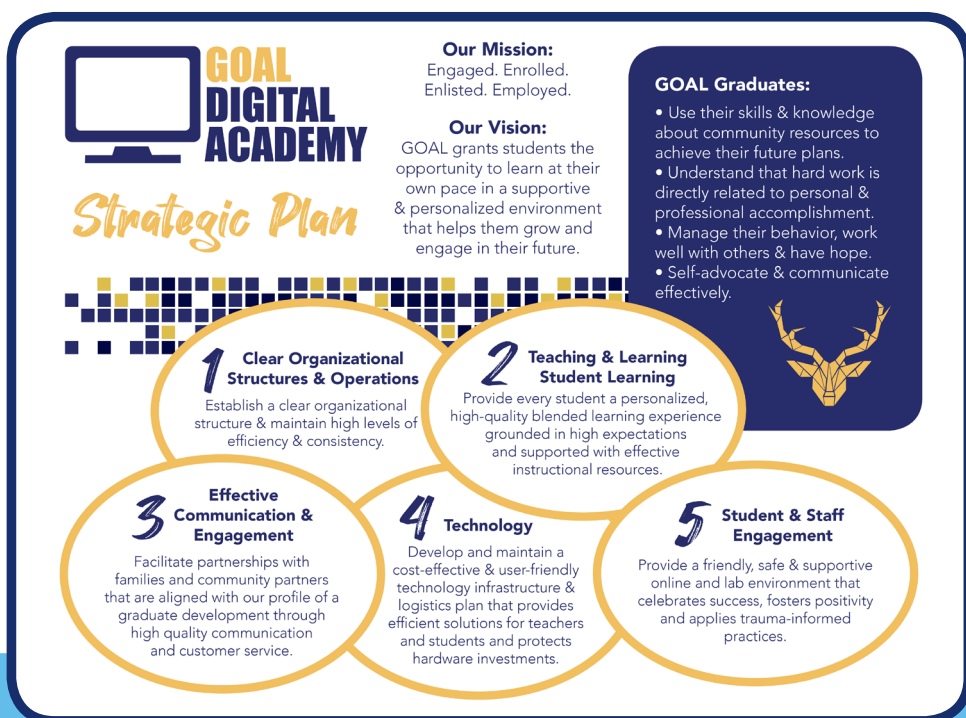 GOAL
DIGITAL
ACADEMY
Strategic Plan
Our Mission:
Engaged. Enrolled.
Enlisted. Employed.
Our Vision:
GOAL grants students the
opportunity to learn at their
own pace in a supportive
& personalized environment
that helps them grow and
engage in their future.
GOAL Graduates:
• Use their skills & knowledge
about community resources to
achieve their future plans.
• Understand that hard work is
directly related to personal &
professional accomplishment.
• Manage their behavior, work
well with others & have hope.
• Self-advocate & communicate
effectively.
1 Clear Organizational
Structures & Operations
Establish a clear organizational
structure & maintain high levels of
efficiency & consistency.
2 Teaching & Learning
Student Learning
Provide every student a personalized,
high-quality blended learning experience
grounded in high expectations
and supported with effective
instructional resources.
3 Effective
Communication &
Engagement
Facilitate partnerships with
families and community partners
that are aligned with our profile of a
graduate development through
high quality communication
and customer service.
4 Technology
Develop and maintain a
cost-effective & user-friendly
technology infrastructure &
logistics plan that provides
efficient solutions for teachers
and students and protects
hardware investments.
5 Student & Staff
Engagement
Provide a friendly, safe & supportive
online and lab environment that
celebrates success, fosters positivity
and applies trauma-informed
practices.